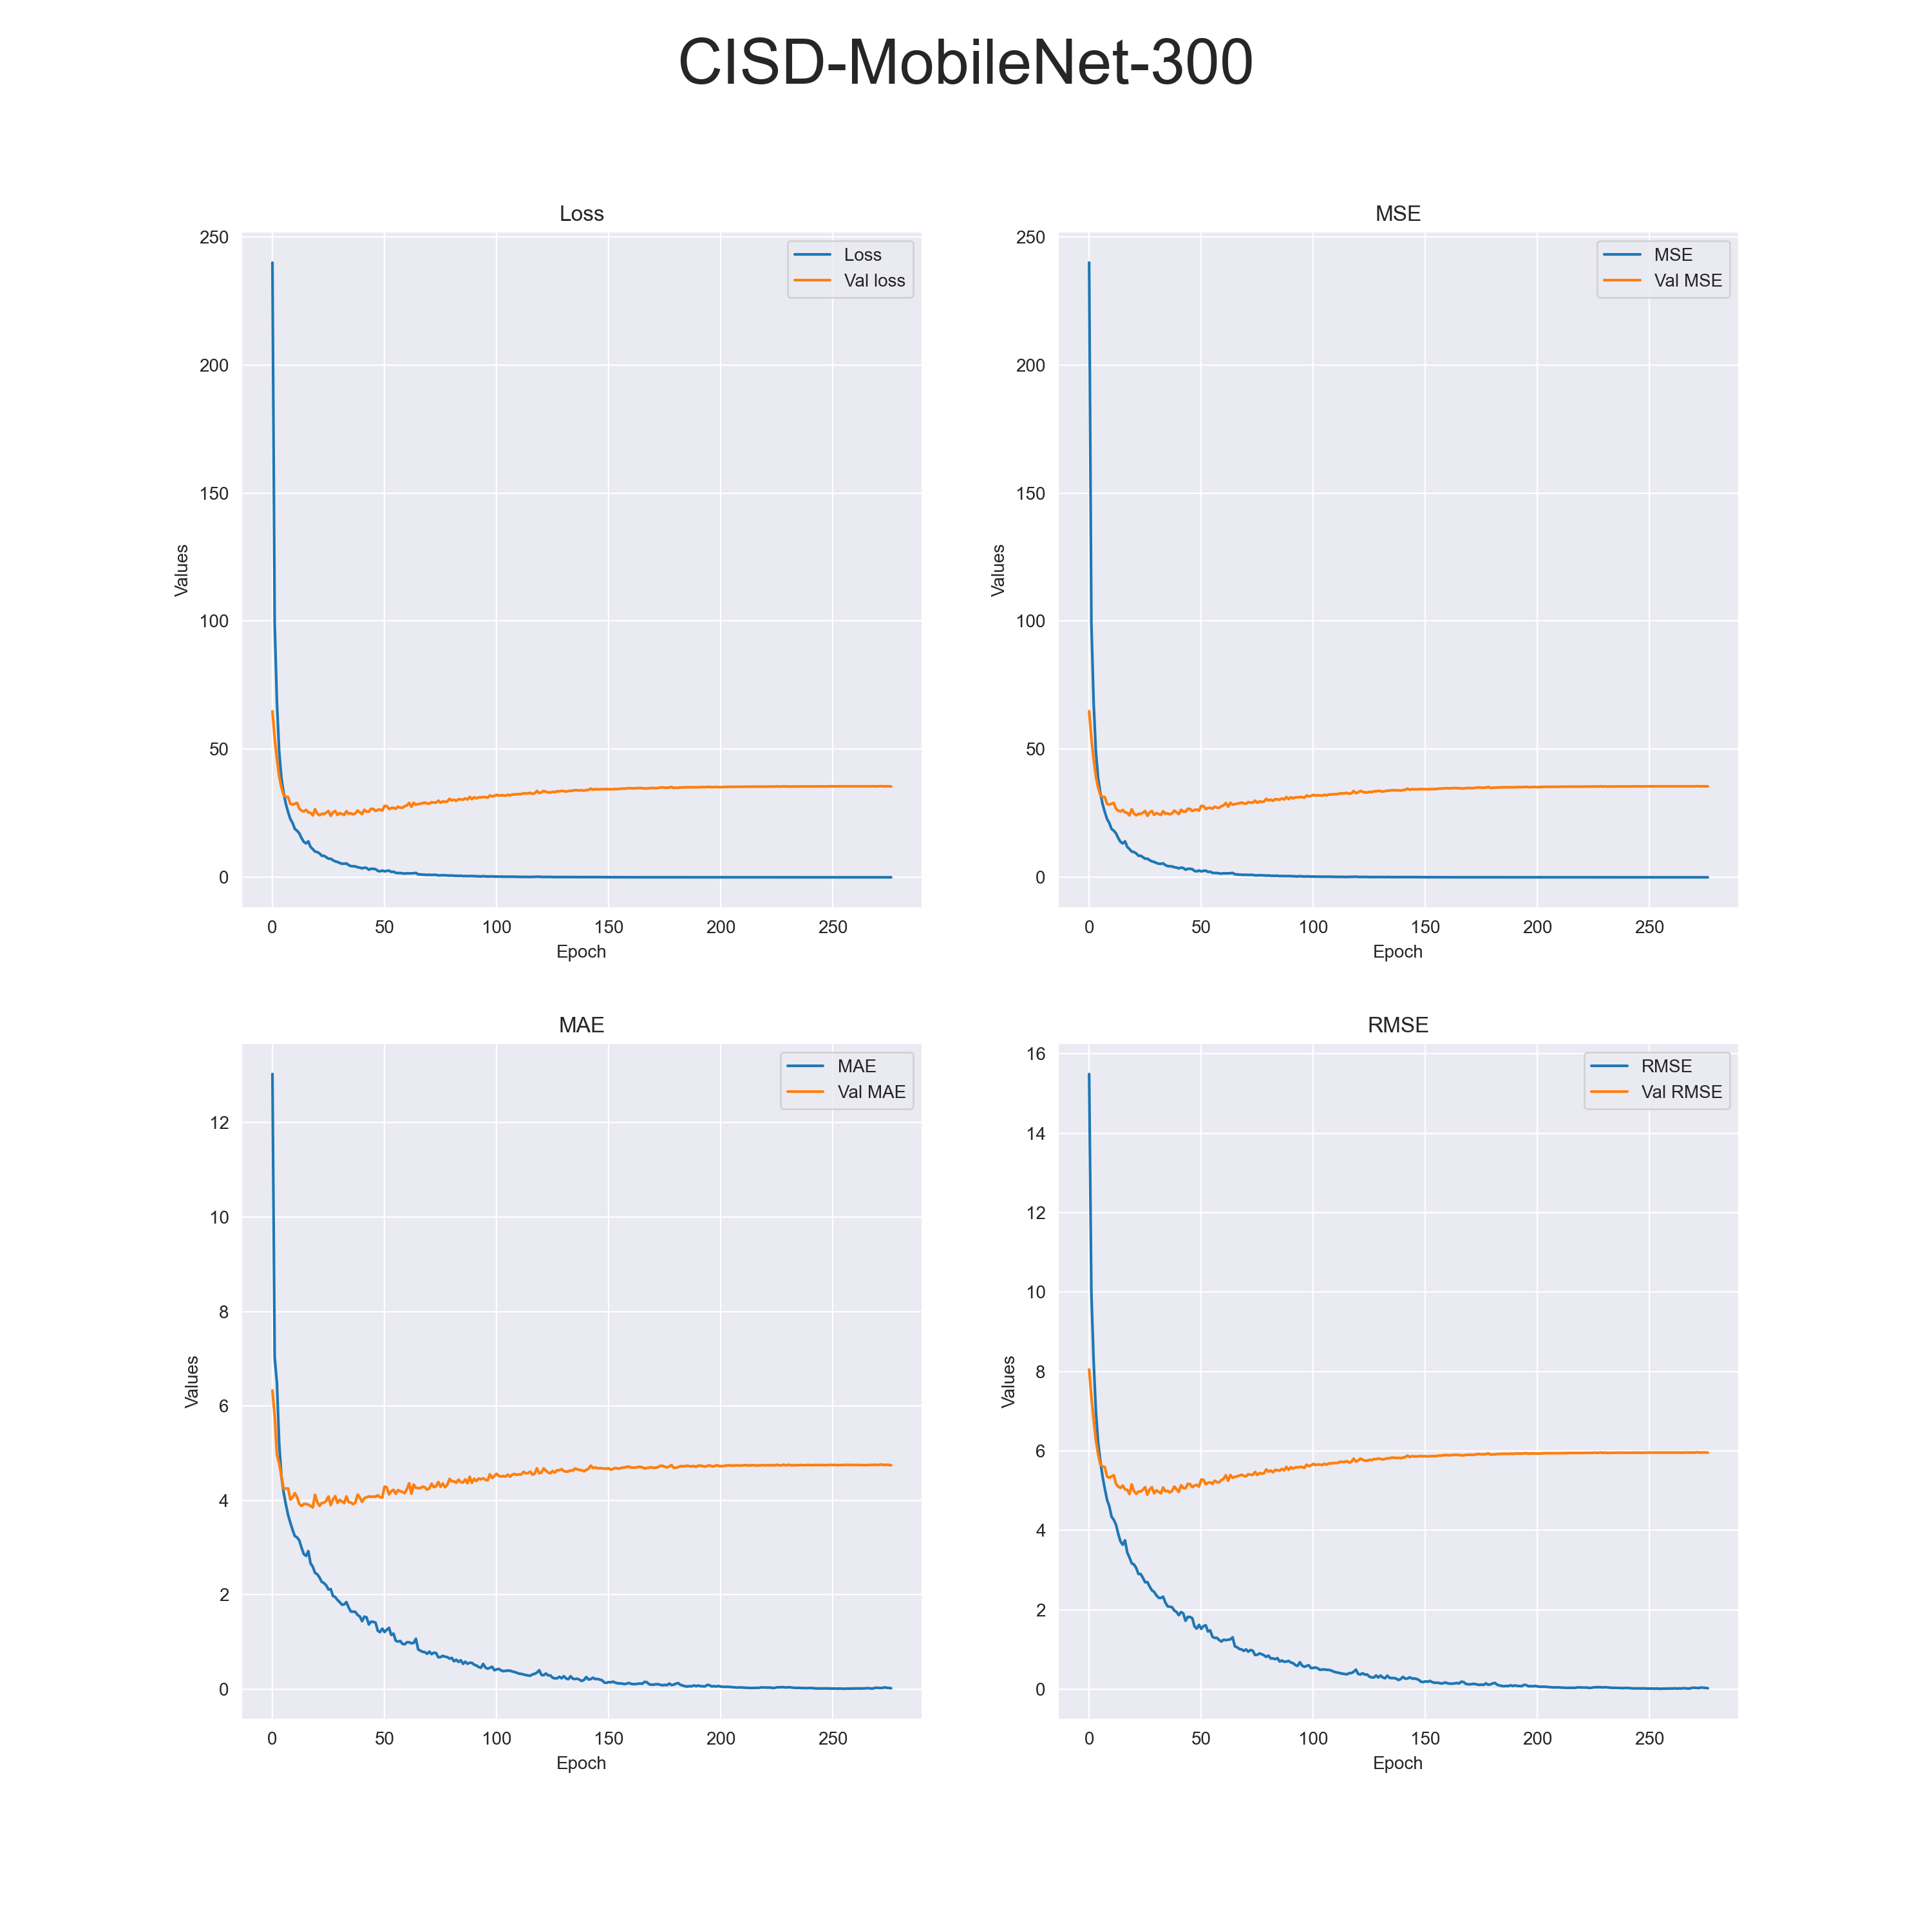 CISD-MobileNet-300
Loss
250
200
150
100
50
0
Values
0 50 100 150 200 250
Epoch
Loss
Val loss
MSE
250
200
150
100
50
0
Values
0 50 100 150 200 250
Epoch
MSE
Val MSE
MAE
12
10
8
6
4
2
0
Values
0 50 100 150 200 250
Epoch
MAE
Val MAE
RMSE
16
14
12
10
8
6
4
2
0
Values
0 50 100 150 200 250
Epoch
RMSE
Val RMSE